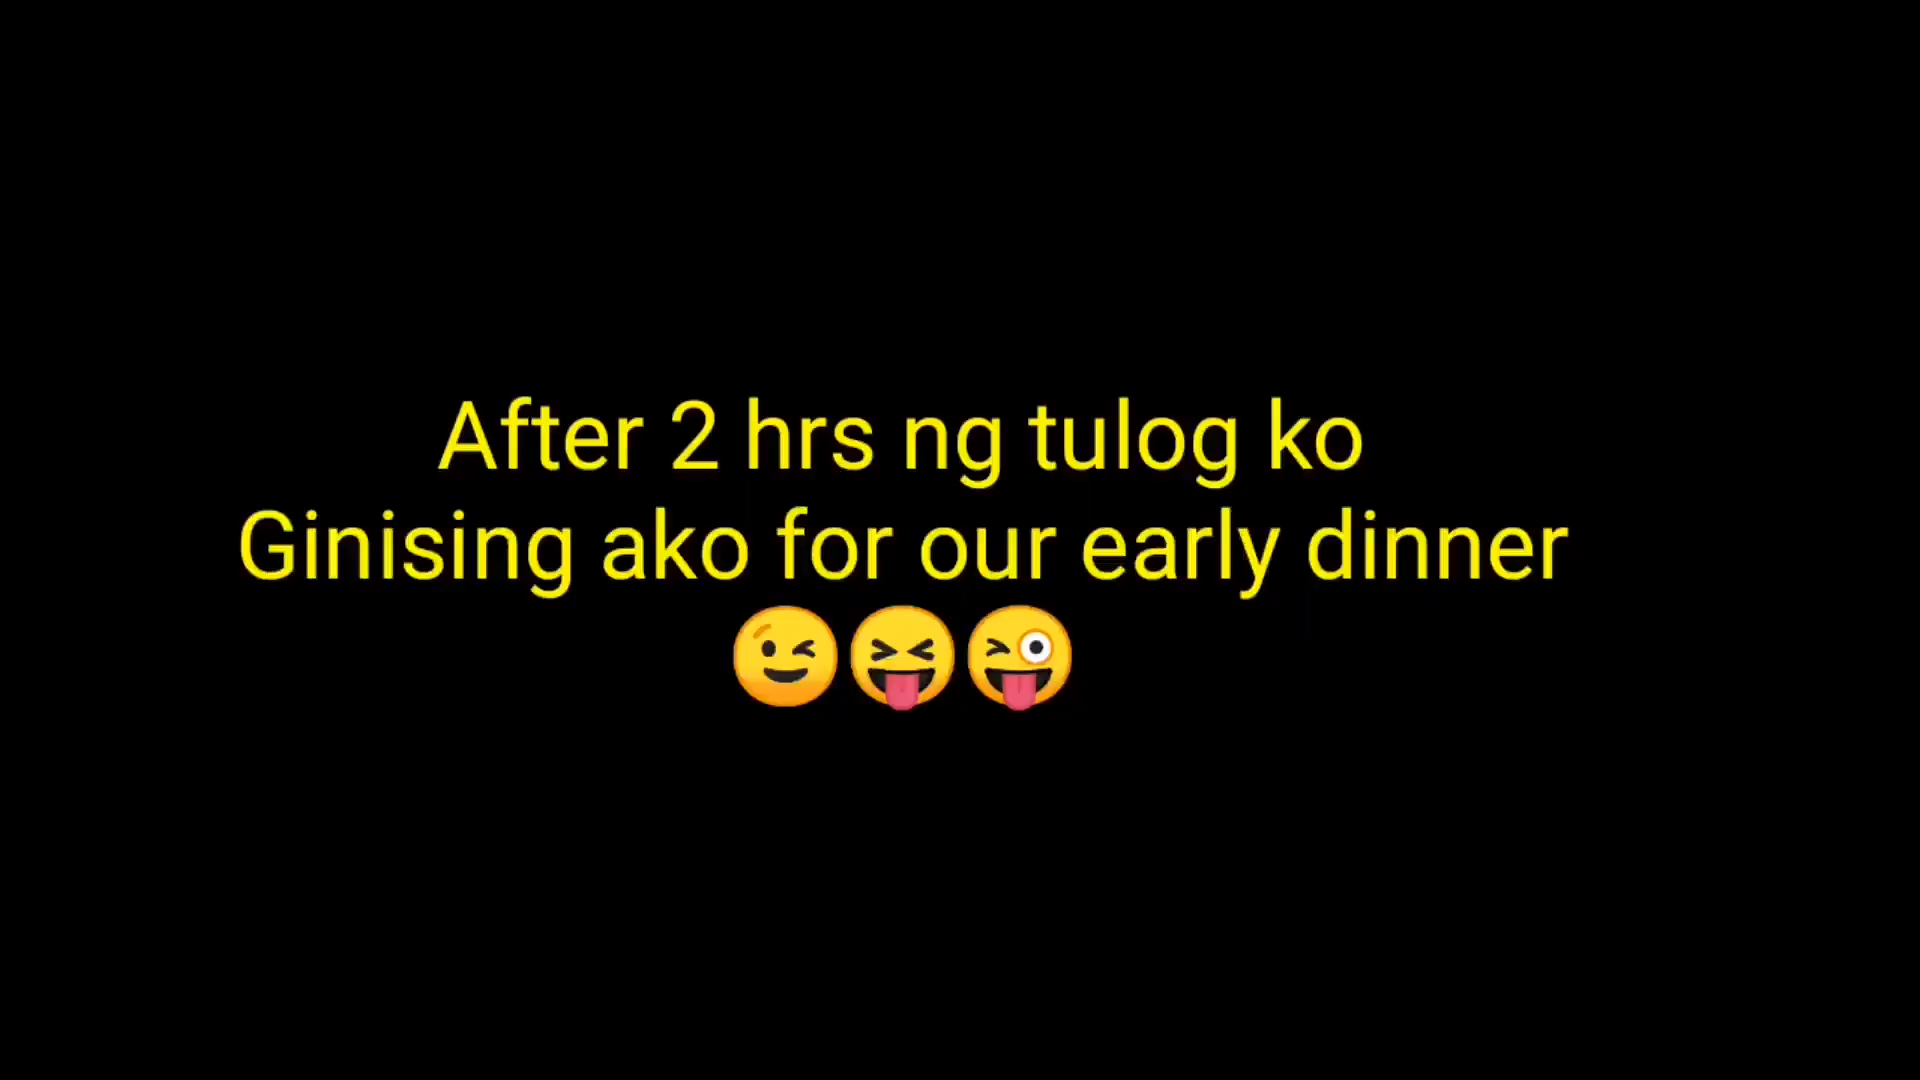 After 2 hrs ng tulog ko
Ginising ako for our early dinner
😉😝😜